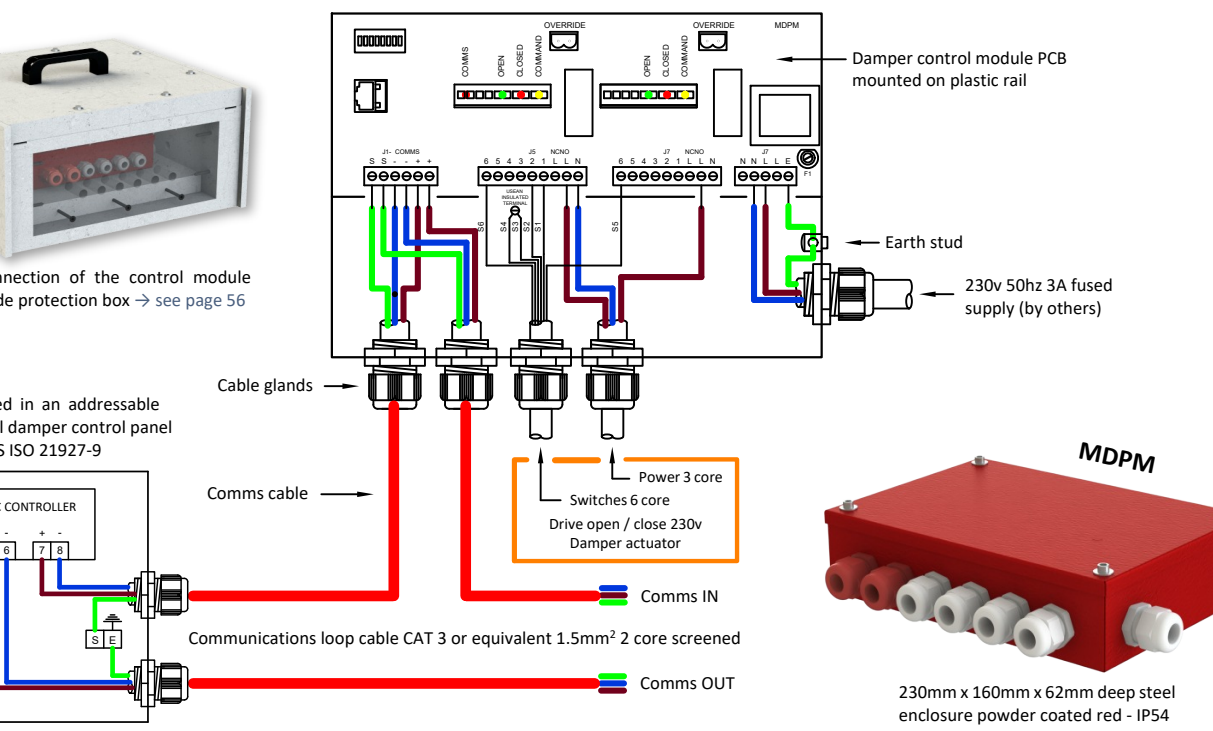 OVERRIDE
OVERRIDE
MDPM
COMMS
OPEN
CLOSED
COMMAND
OPEN
CLOSED
COMMAND
Damper control module PCB
mounted on plastic rail
J1- COMMS
S S - - + +
J5 NCNO
6 5 4 3 2 1 L L N
J7 NCNO
6 5 4 3 2 1 L L N
J7
N N L L E
F1
USE AN
INSULATED
TERMINAL
S6
S4
S3
S2
S1
S5
Earth stud
230v 50hz 3A fused
supply (by others)
nnection of the control module
de protection box → see page 56
Cable glands
ed in an addressable
l damper control panel
S ISO 21927-9
Comms cable
Power 3 core
Switches 6 core
Drive open / close 230v
Damper actuator
C CONTROLLER
- + -
6 7 8
S E
Comms IN
Communications loop cable CAT 3 or equivalent 1.5mm² 2 core screened
Comms OUT
MDPM
230mm x 160mm x 62mm deep steel
enclosure powder coated red - IP54